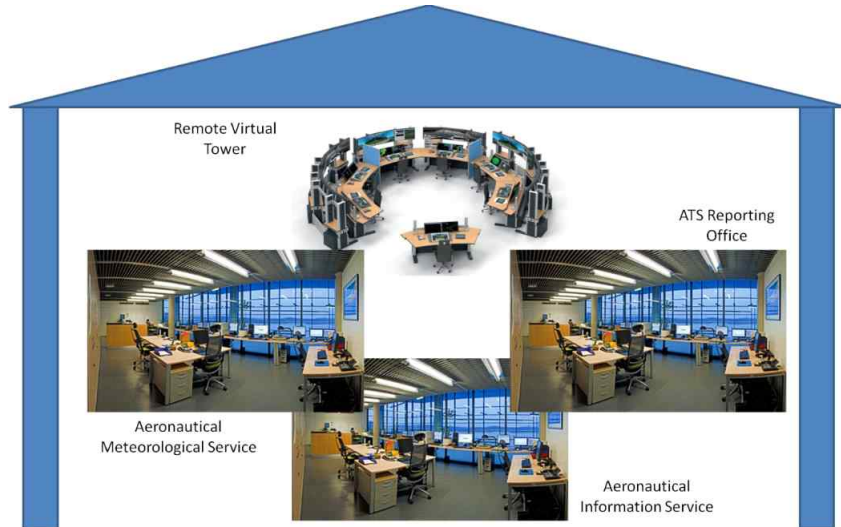 Remote Virtual
Tower
ATS Reporting
Office
Aeronautical
Meteorological Service
Aeronautical
Information Service